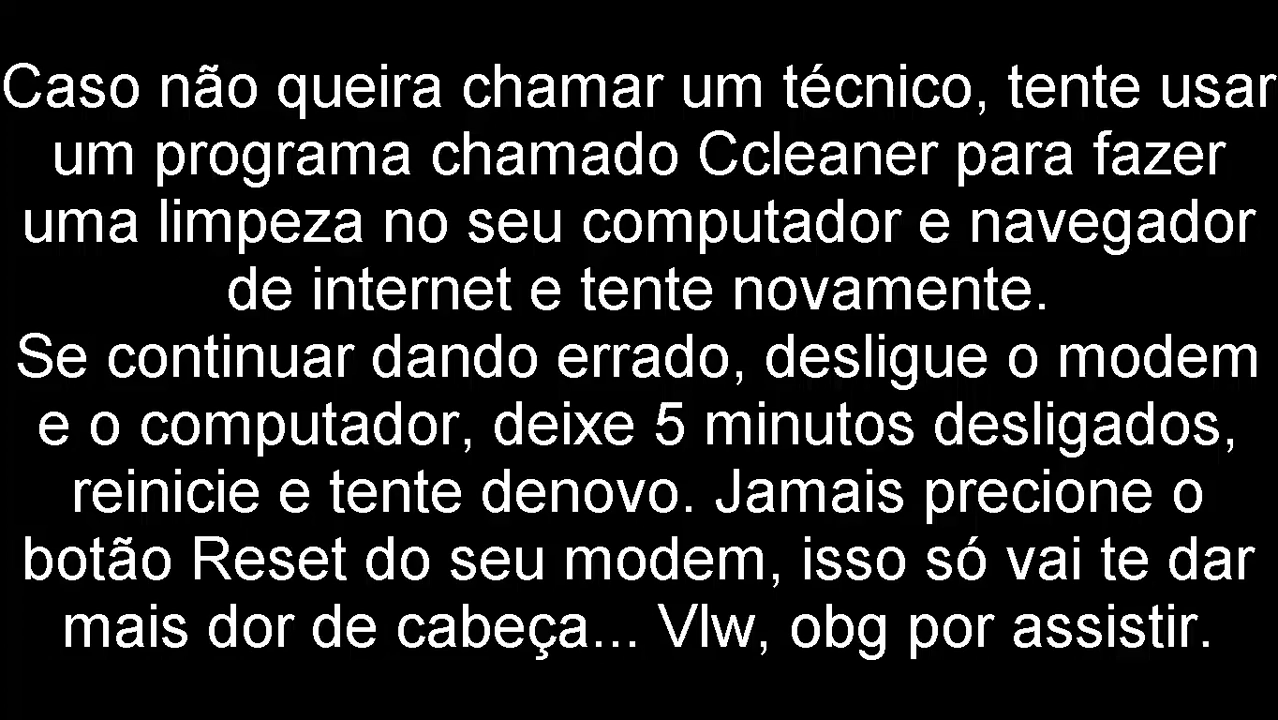 Caso não queira chamar um técnico, tente usar
um programa chamado Ccleaner para fazer
uma limpeza no seu computador e navegador
de internet e tente novamente.
Se continuar dando errado, desligue o modem
e o computador, deixe 5 minutos desligados,
reinicie e tente denovo. Jamais precione o
botão Reset do seu modem, isso só vai te dar
mais dor de cabeça... Vlw, obg por assistir.